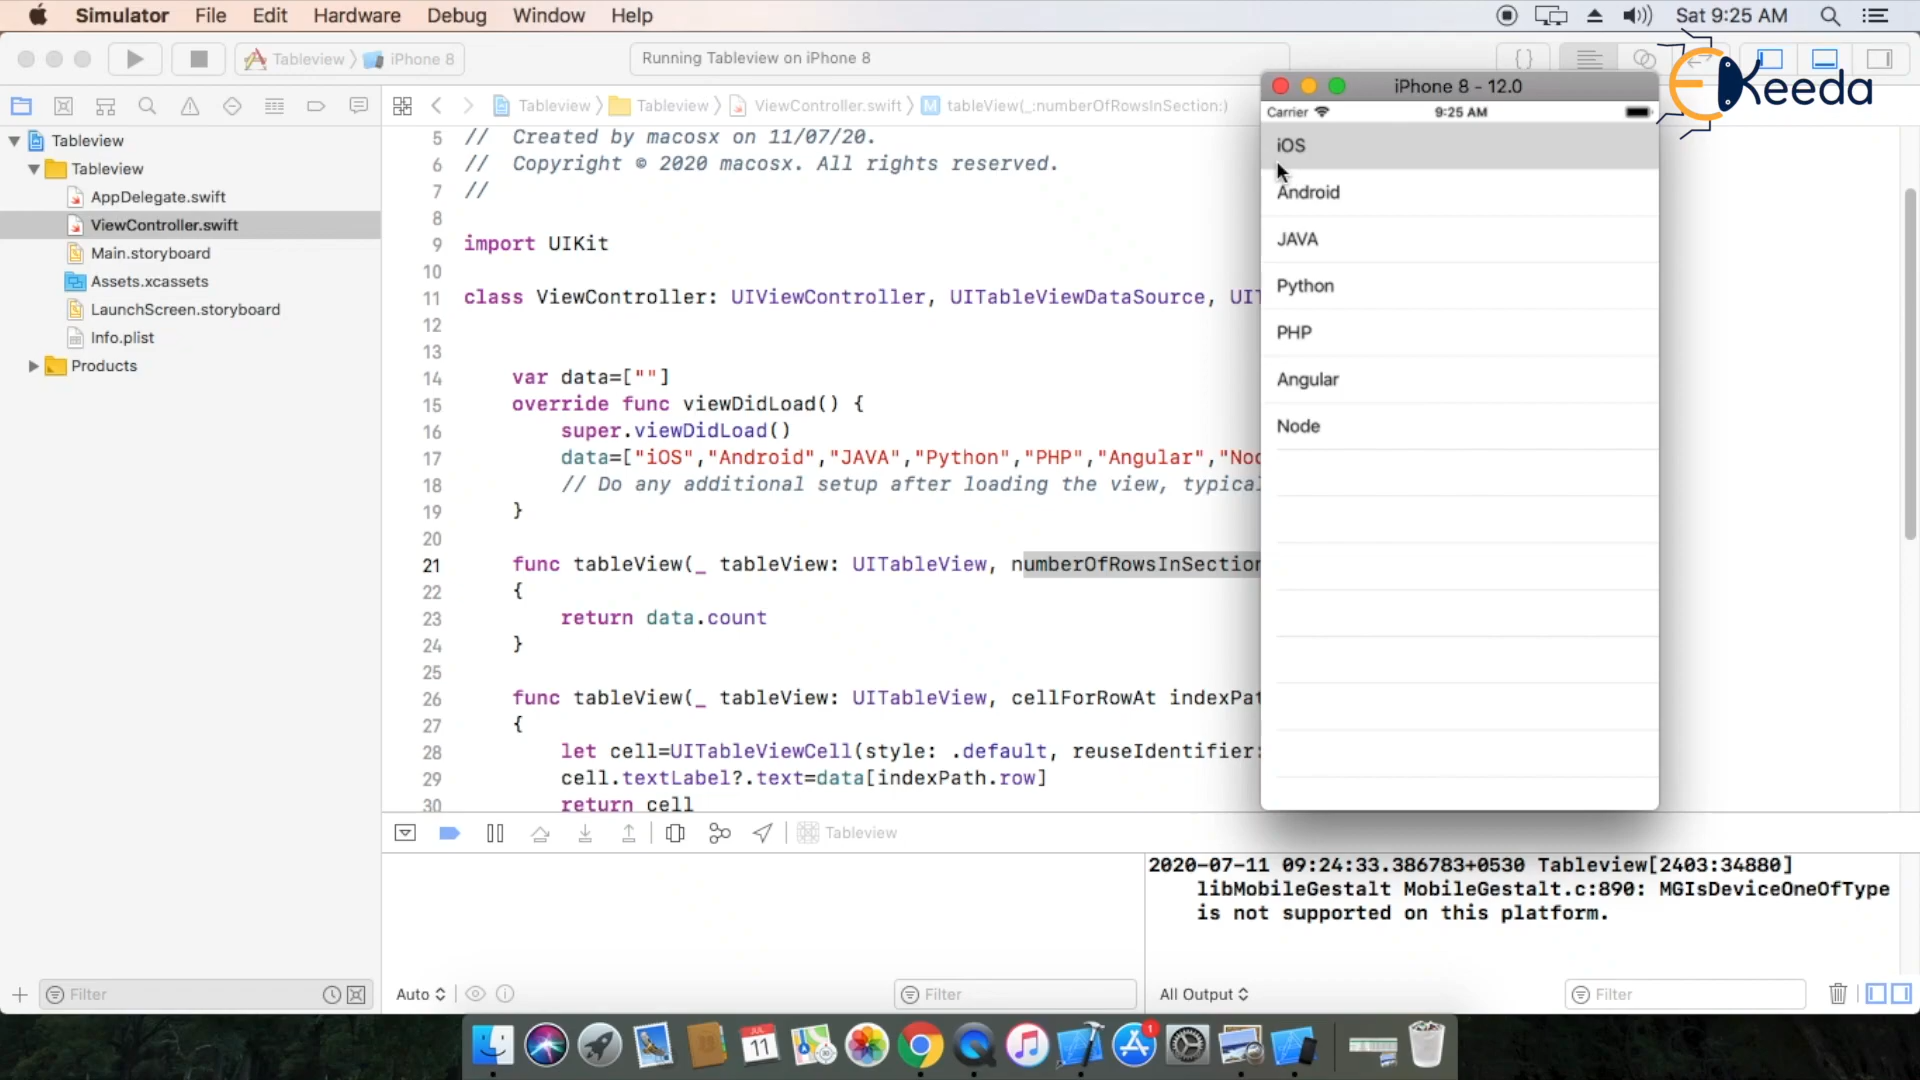 Simulator File Edit Hardware Debug Window Help Sat 9:25 AM
Tableview iPhone 8 Running Tableview on iPhone 8
Tableview Tableview ViewController.swift M tableView(_:numberOfRowsInSection:)
Tableview
Tableview
AppDelegate.swift
ViewController.swift
Main.storyboard
Assets.xcassets
LaunchScreen.storyboard
Info.plist
Products
5 // Created by macosx on 11/07/20.
6 // Copyright © 2020 macosx. All rights reserved.
7 //
8
9 import UIKit
10
11 class ViewController: UIViewController, UITableViewDataSource, UIT
12
13
14 var data=[""]
15 override func viewDidLoad() {
16 super.viewDidLoad()
17 data=["iOS","Android","JAVA","Python","PHP","Angular","Nod
18 // Do any additional setup after loading the view, typical
19 }
20
21 func tableView(_ tableView: UITableView, numberOfRowsInSection
22 {
23 return data.count
24 }
25
26 func tableView(_ tableView: UITableView, cellForRowAt indexPat
27 {
28 let cell=UITableViewCell(style: .default, reuseIdentifier:
29 cell.textLabel?.text=data[indexPath.row]
30 return cell
iPhone 8 - 12.0
Carrier 9:25 AM
iOS
Android
JAVA
Python
PHP
Angular
Node
eKeeda
Tableview
2020-07-11 09:24:33.386783+0530 Tableview[2403:34880]
libMobileGestalt MobileGestalt.c:890: MGIsDeviceOneOfType
is not supported on this platform.
Filter Auto Filter All Output Filter
JUL
11
1